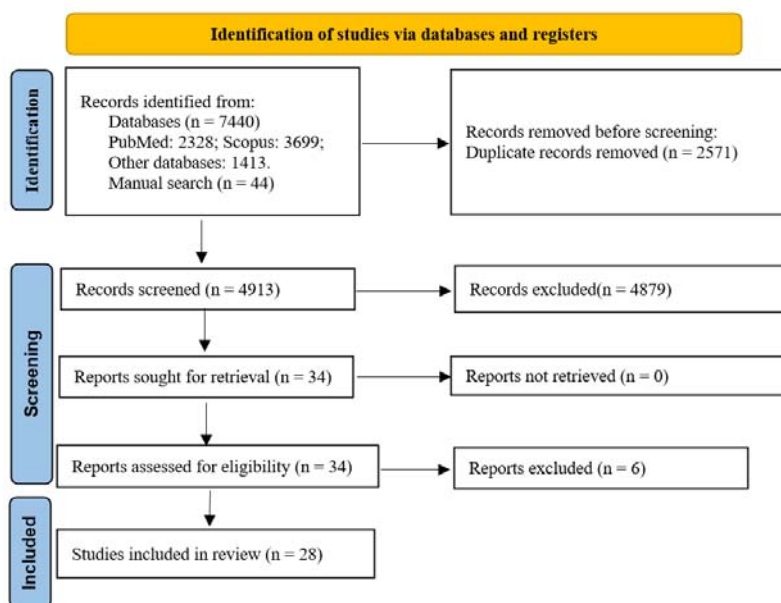 Identification of studies via databases and registers
Identification
Records identified from:
Databases (n = 7440)
PubMed: 2328; Scopus: 3699;
Other databases: 1413.
Manual search (n = 44)
Records removed before screening:
Duplicate records removed (n = 2571)
Screening
Records screened (n = 4913)
Records excluded(n = 4879)
Reports sought for retrieval (n = 34)
Reports not retrieved (n = 0)
Reports assessed for eligibility (n = 34)
Reports excluded (n = 6)
Included
Studies included in review (n = 28)